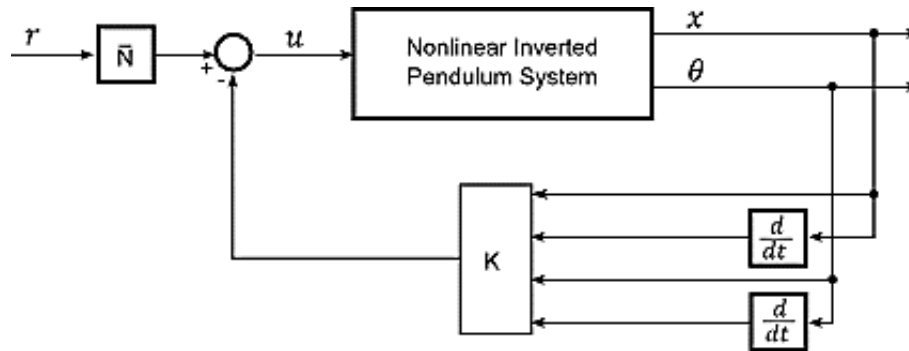 r
N̄
+
-
u
Nonlinear Inverted
Pendulum System
x
θ
K
d
dt
d
dt